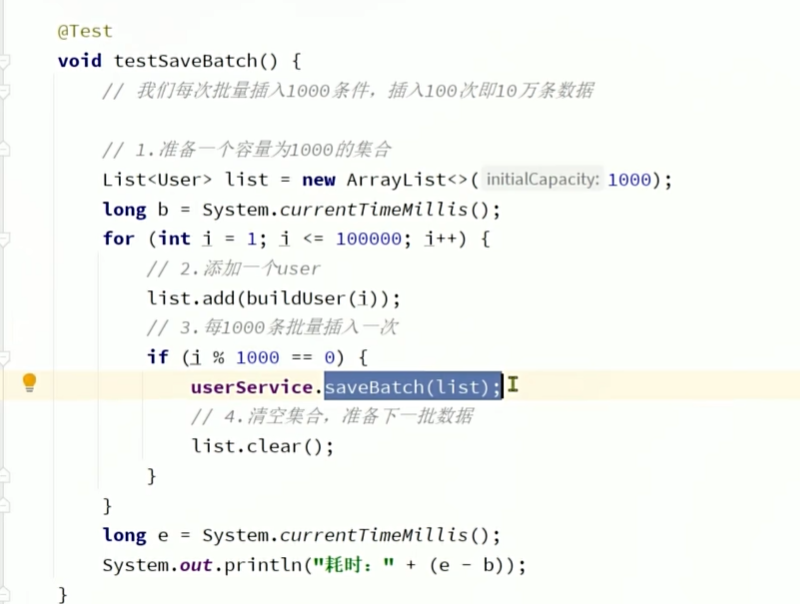 @Test
void testSaveBatch() {
// 我们每次批量插入1000条件，插入100次即10万条数据
// 1.准备一个容量为1000的集合
List<User> list = new ArrayList<>( initialCapacity: 1000);
long b = System.currentTimeMillis();
for (int i = 1; i <= 100000; i++) {
// 2.添加一个user
list.add(buildUser(i));
// 3.每1000条批量插入一次
if (i % 1000 == 0) {
userService.saveBatch(list);
// 4.清空集合，准备下一批数据
list.clear();
}
}
long e = System.currentTimeMillis();
System.out.println("耗时：" + (e - b));
}